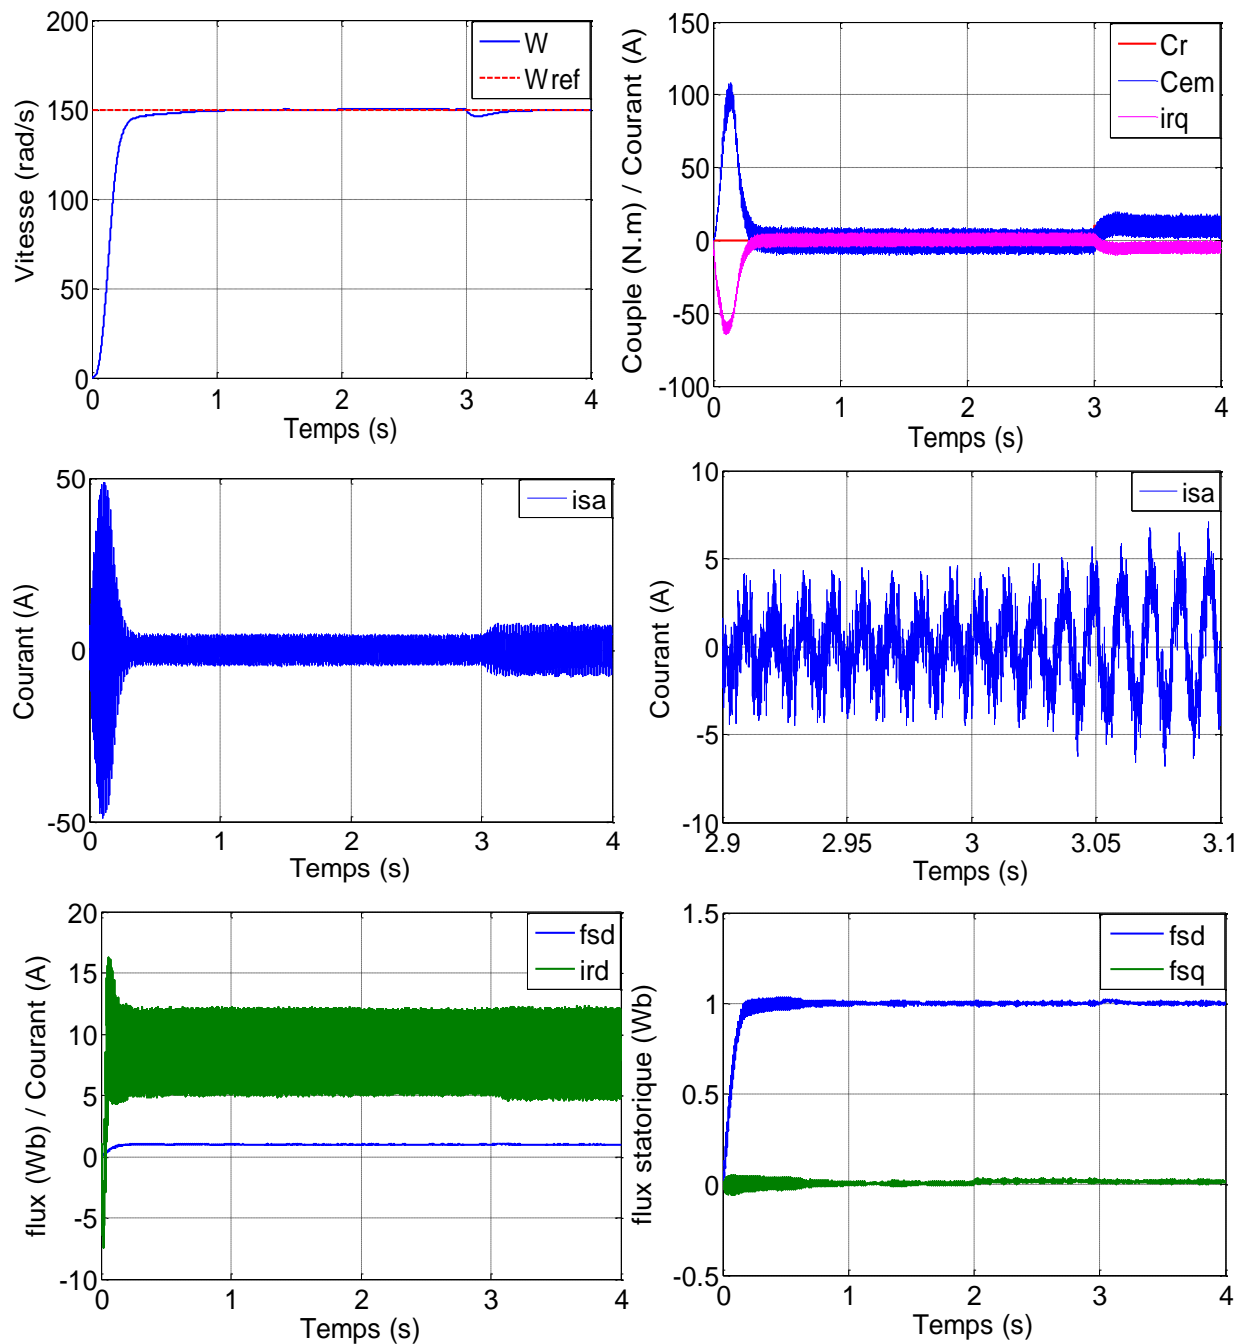 200
150
100
50
0
0
1
2
3
4
Vitesse (rad/s)
Temps (s)
W
Wref
150
100
50
0
-50
-100
0
1
2
3
4
Couple (N.m) / Courant (A)
Temps (s)
Cr
Cem
irq
50
0
-50
0
1
2
3
4
Courant (A)
Temps (s)
isa
10
5
0
-5
-10
2.9
2.95
3
3.05
3.1
Courant (A)
Temps (s)
isa
20
15
10
5
0
-5
-10
0
1
2
3
4
flux (Wb) / Courant (A)
Temps (s)
fsd
ird
1.5
1
0.5
0
-0.5
0
1
2
3
4
flux statorique (Wb)
Temps (s)
fsd
fsq